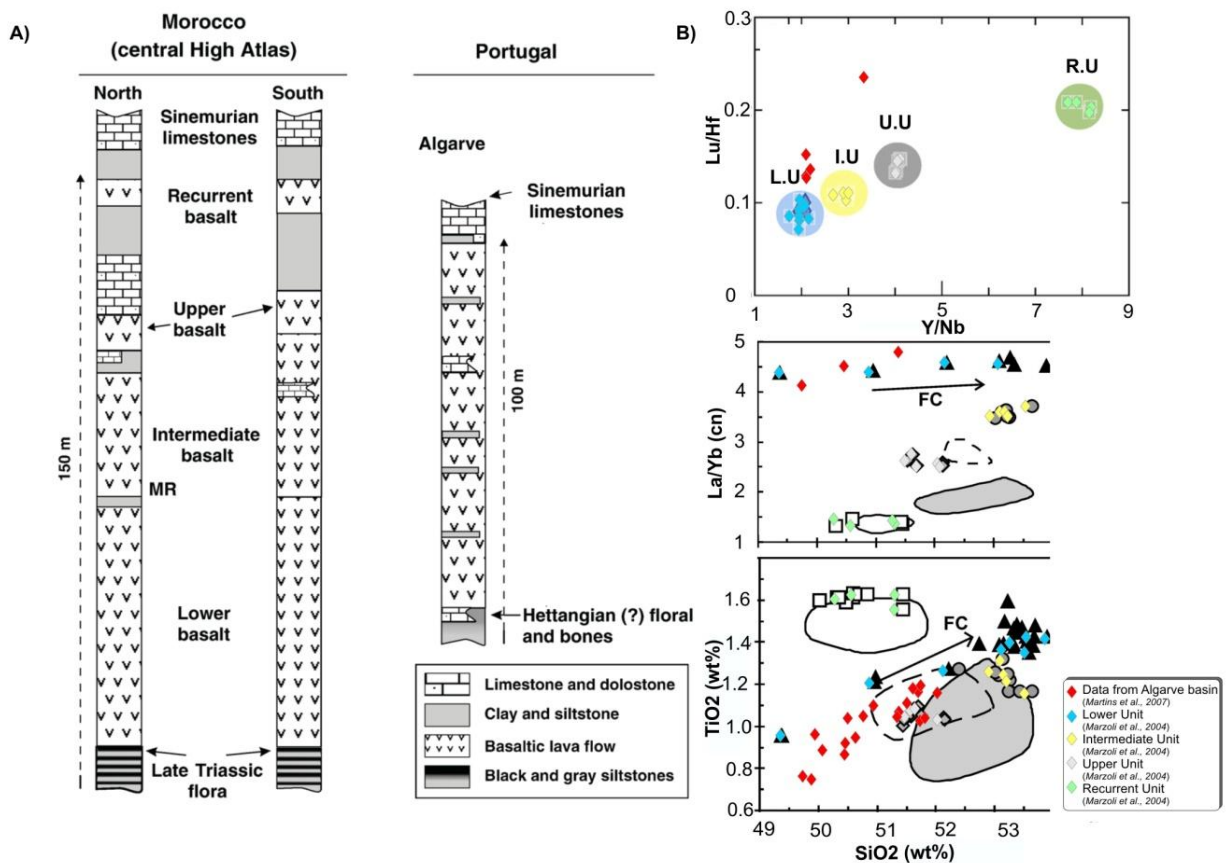 A)
Morocco
(central High Atlas)
North
South
Sinemurian
limestones
Recurrent
basalt
Upper
basalt
Intermediate
basalt
MR
Lower
basalt
Late Triassic
flora
150 m
Portugal
Algarve
Sinemurian
limestones
100 m
Hettangian (?) floral
and bones
Limestone and dolostone
Clay and siltstone
Basaltic lava flow
Black and gray siltstones
B)
0.3
0.2
0.1
0
Lu/Hf
L.U
I.U
U.U
R.U
1 3 5 7 9
Y/Nb
5
4
3
2
1
La/Yb (cn)
FC
1.6
1.4
1.2
1.0
0.8
0.6
TiO2 (wt%)
FC
49 50 51 52 53
SiO2 (wt%)
Data from Algarve basin
(Martins et al., 2007)
Lower Unit
(Marzoli et al., 2004)
Intermediate Unit
(Marzoli et al., 2004)
Upper Unit
(Marzoli et al., 2004)
Recurrent Unit
(Marzoli et al., 2004)